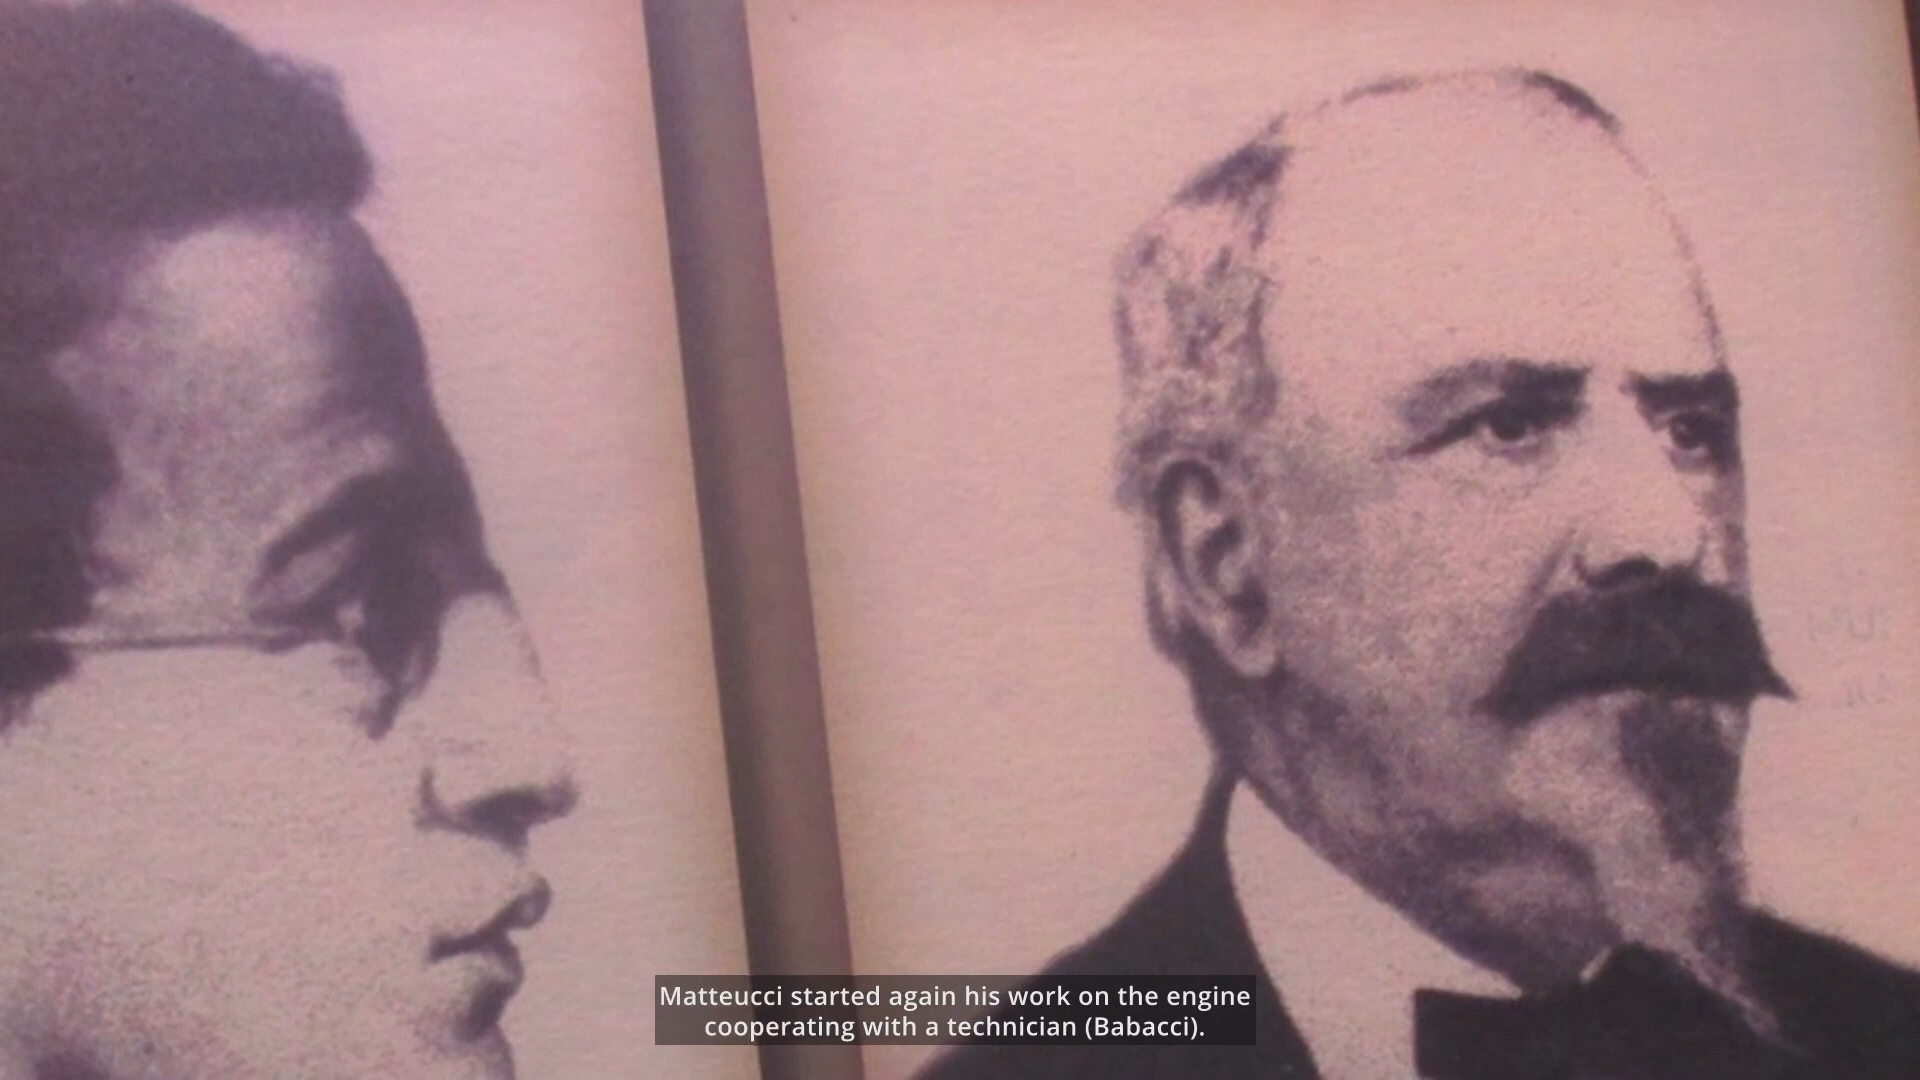 Matteucci started again his work on the engine
cooperating with a technician (Babacci).